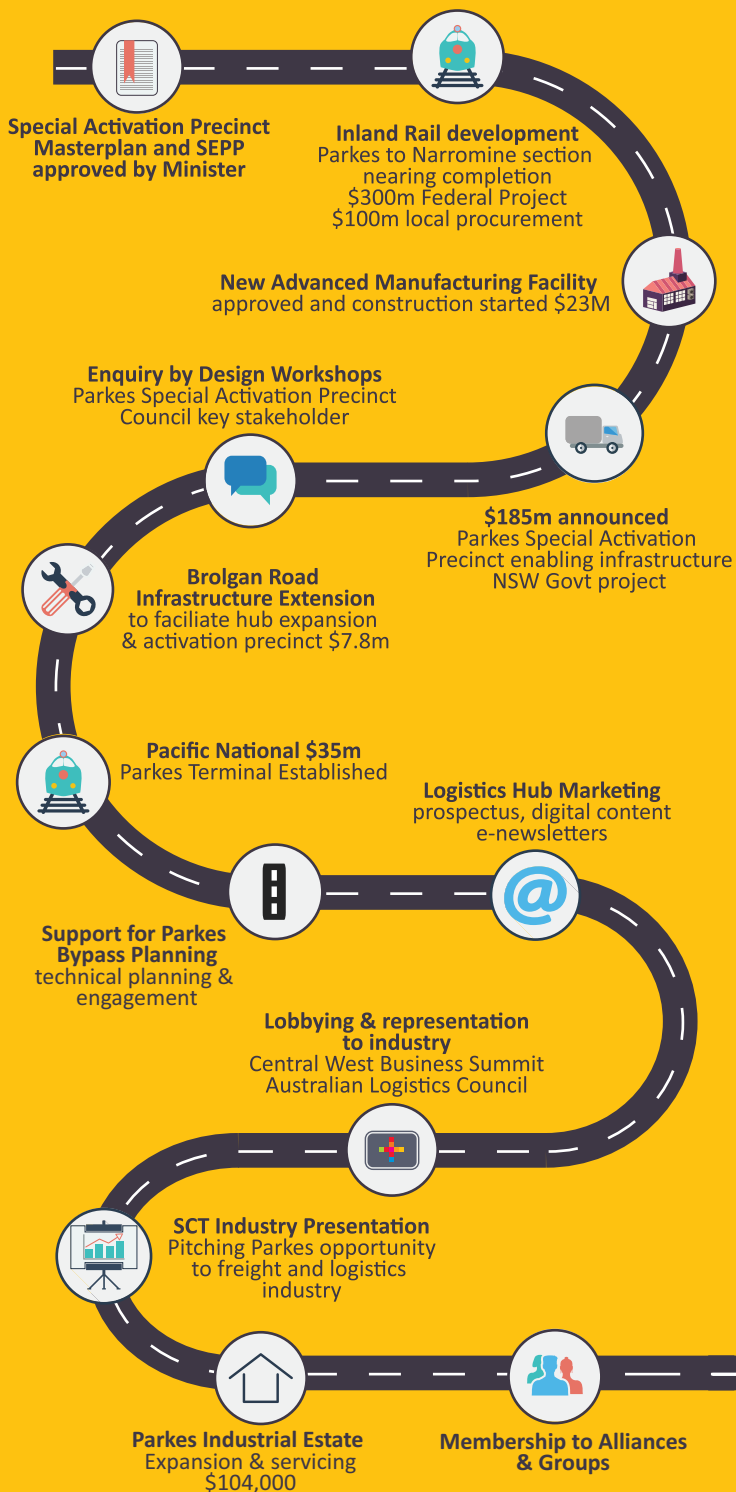 Special Activation Precinct
Masterplan and SEPP
approved by Minister
Inland Rail development
Parkes to Narromine section
nearing completion
$300m Federal Project
$100m local procurement
New Advanced Manufacturing Facility
approved and construction started $23M
$185m announced
Parkes Special Activation
Precinct enabling infrastructure
NSW Govt project
Enquiry by Design Workshops
Parkes Special Activation Precinct
Council key stakeholder
Brolgan Road
Infrastructure Extension
to faciliate hub expansion
& activation precinct $7.8m
Pacific National $35m
Parkes Terminal Established
Support for Parkes
Bypass Planning
technical planning &
engagement
Logistics Hub Marketing
prospectus, digital content
e-newsletters
@
Lobbying & representation
to industry
Central West Business Summit
Australian Logistics Council
SCT Industry Presentation
Pitching Parkes opportunity
to freight and logistics
industry
Parkes Industrial Estate
Expansion & servicing
$104,000
Membership to Alliances
& Groups